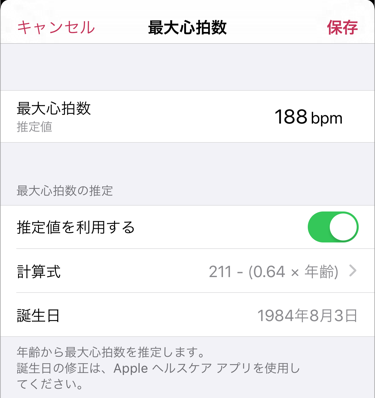 キャンセル 最大心拍数 保存
最大心拍数 188 bpm
推定値
最大心拍数の推定
推定値を利用する
計算式 211 - (0.64 × 年齢)
誕生日 1984年8月3日
年齢から最大心拍数を推定します。
誕生日の修正は、Apple ヘルスケア アプリを使用し
てください。